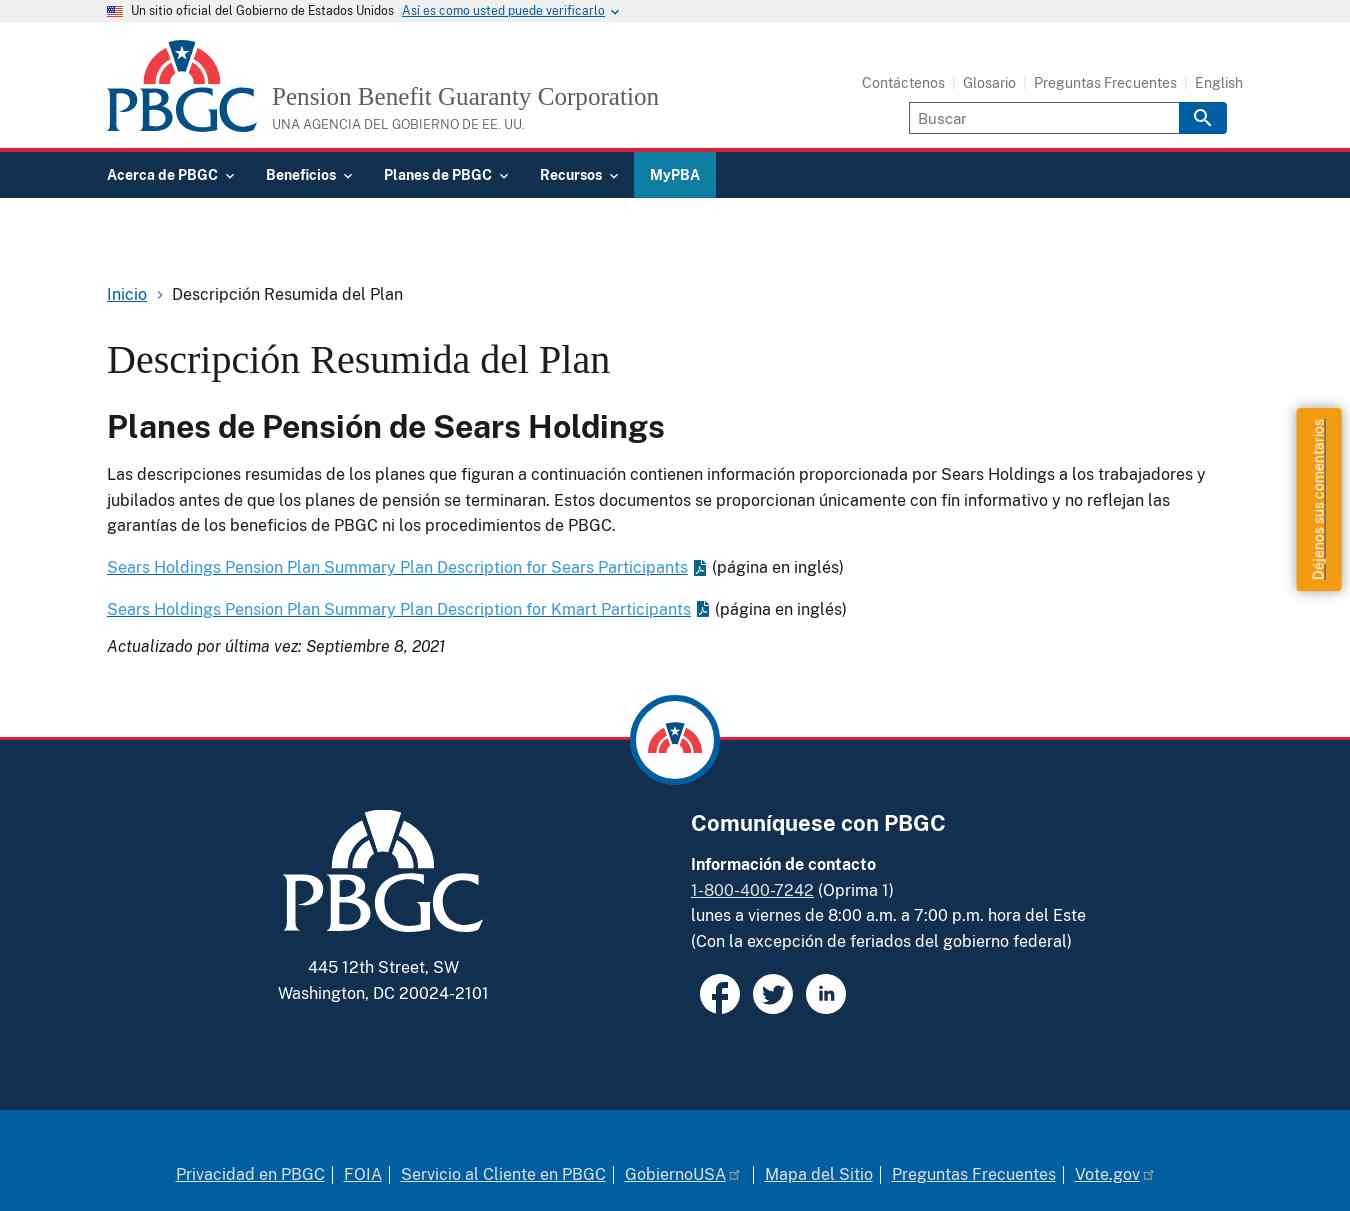 Un sitio oficial del Gobierno de Estados Unidos Así es como usted puede verificarlo
PBGC
Pension Benefit Guaranty Corporation
UNA AGENCIA DEL GOBIERNO DE EE. UU.
Contáctenos Glosario Preguntas Frecuentes English
Buscar
Acerca de PBGC Beneficios Planes de PBGC Recursos MyPBA
Inicio Descripción Resumida del Plan
Descripción Resumida del Plan
Planes de Pensión de Sears Holdings
Las descripciones resumidas de los planes que figuran a continuación contienen información proporcionada por Sears Holdings a los trabajadores y
jubilados antes de que los planes de pensión se terminaran. Estos documentos se proporcionan únicamente con fin informativo y no reflejan las
garantías de los beneficios de PBGC ni los procedimientos de PBGC.
Sears Holdings Pension Plan Summary Plan Description for Sears Participants (página en inglés)
Sears Holdings Pension Plan Summary Plan Description for Kmart Participants (página en inglés)
Actualizado por última vez: Septiembre 8, 2021
Déjenos sus comentarios
PBGC
445 12th Street, SW
Washington, DC 20024-2101
Comuníquese con PBGC
Información de contacto
1-800-400-7242 (Oprima 1)
lunes a viernes de 8:00 a.m. a 7:00 p.m. hora del Este
(Con la excepción de feriados del gobierno federal)
in
Privacidad en PBGC FOIA Servicio al Cliente en PBGC GobiernoUSA Mapa del Sitio Preguntas Frecuentes Vote.gov